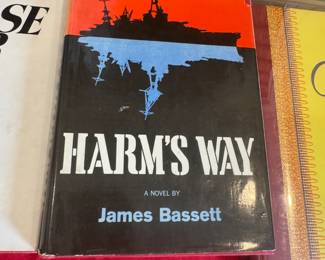 SE
HARM'S WAY
A NOVEL BY
James Bassett